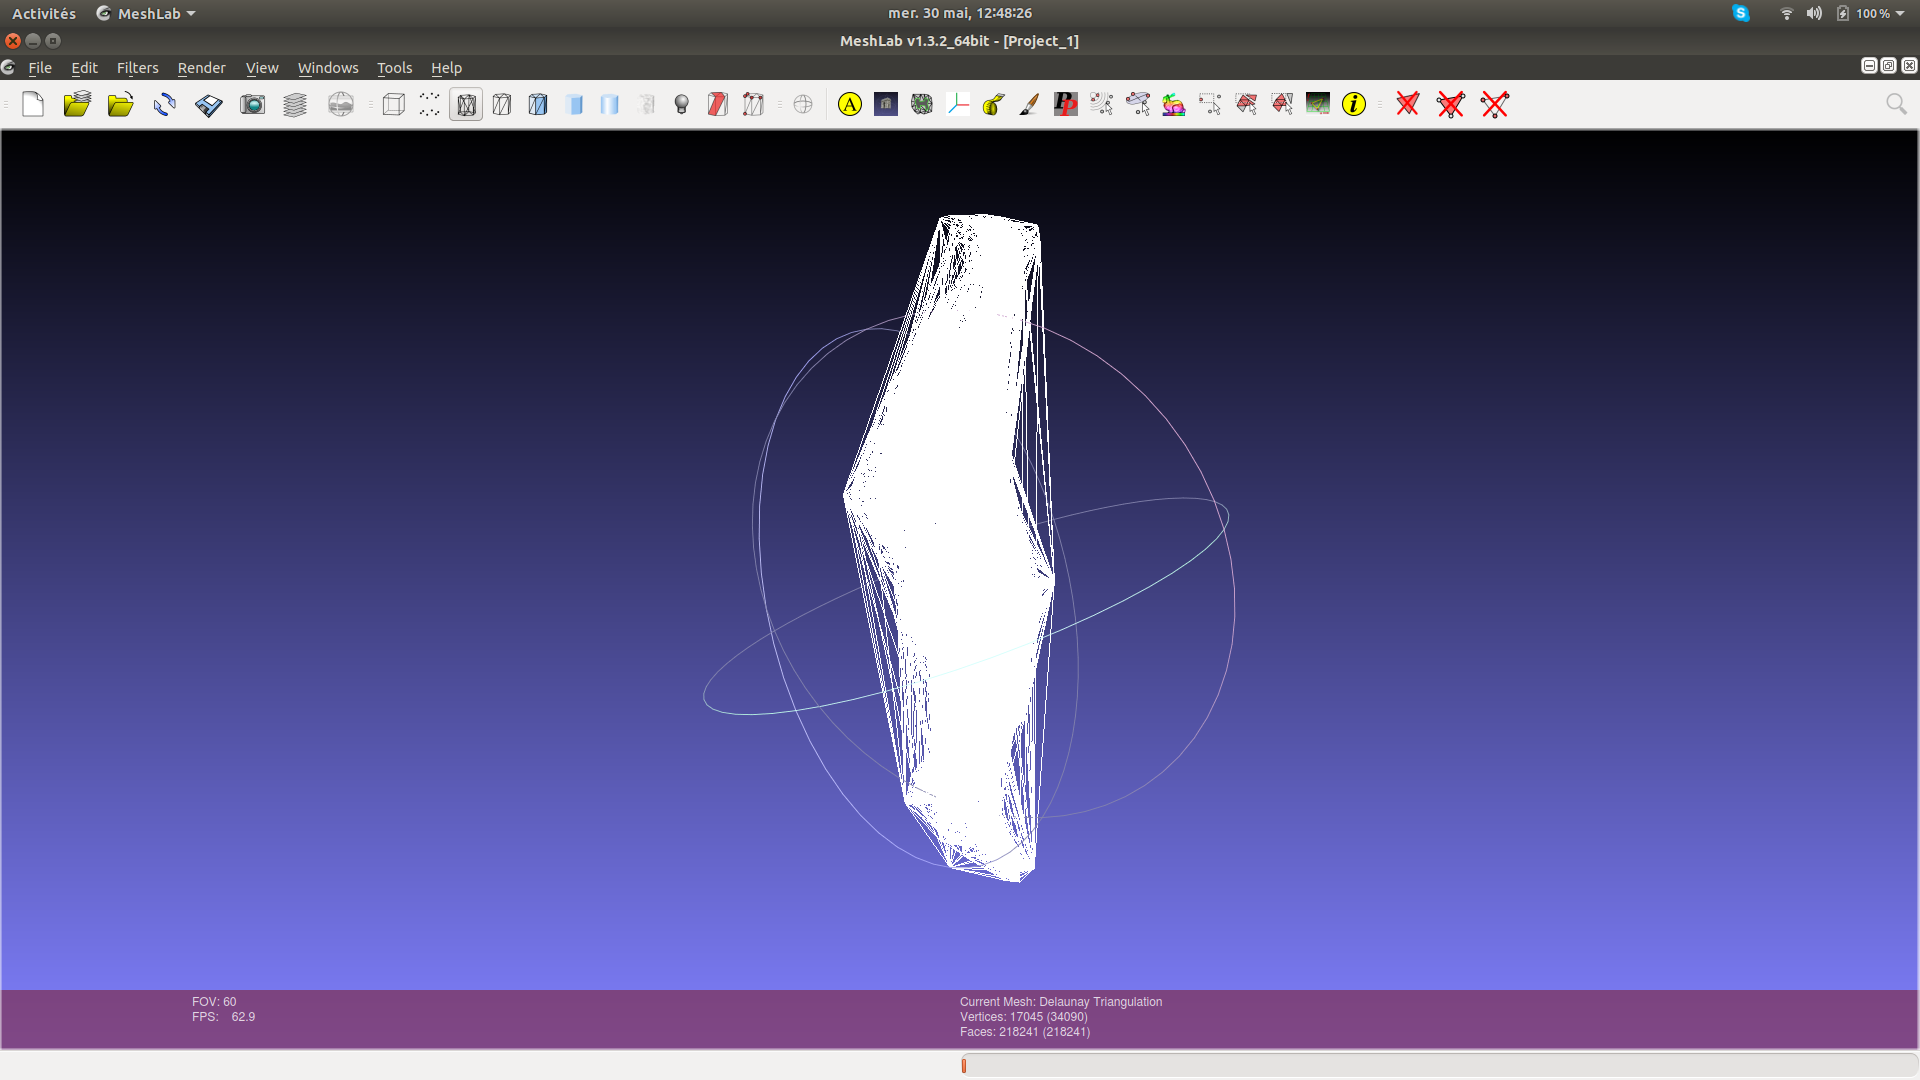 Activités MeshLab mer. 30 mai, 12:48:26 100 %
MeshLab v1.3.2_64bit - [Project_1]
File Edit Filters Render View Windows Tools Help
A PP i
FOV: 60
FPS: 62.9
Current Mesh: Delaunay Triangulation
Vertices: 17045 (34090)
Faces: 218241 (218241)